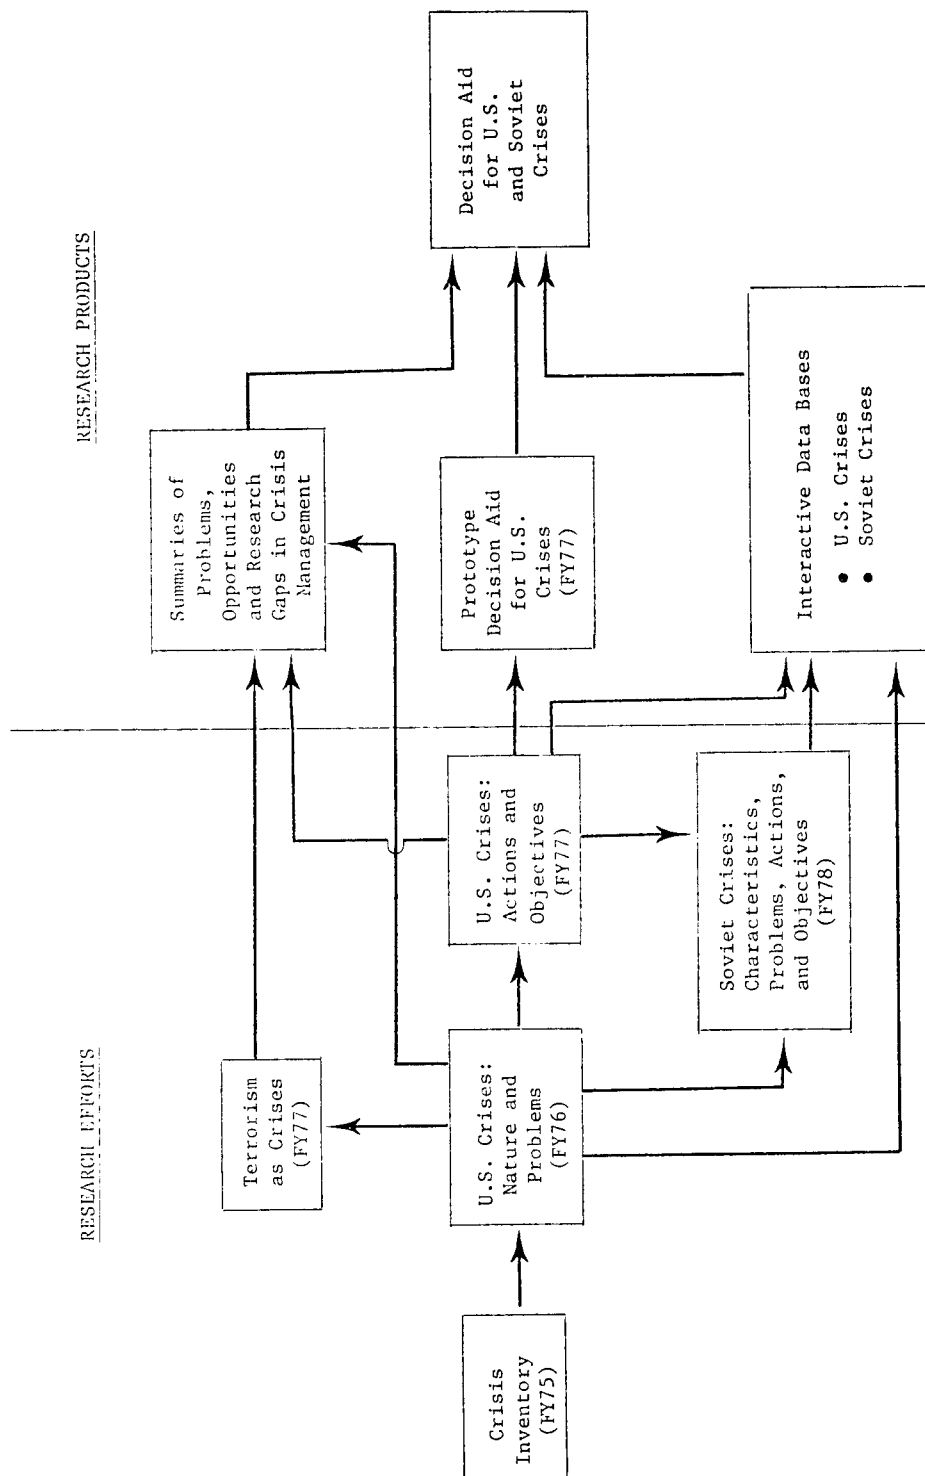 RESEARCH EFFORTS
RESEARCH PRODUCTS
Crisis
Inventory
(FY75)
Terrorism
as Crises
(FY77)
U.S. Crises:
Nature and
Problems
(FY76)
U.S. Crises:
Actions and
Objectives
(FY77)
Soviet Crises:
Characteristics,
Problems, Actions,
and Objectives
(FY78)
Summaries of
Problems,
Opportunities
and Research
Gaps in Crisis
Management
Prototype
Decision Aid
for U.S.
Crises
(FY77)
Interactive Data Bases
• U.S. Crises
• Soviet Crises
Decision Aid
for U.S.
and Soviet
Crises